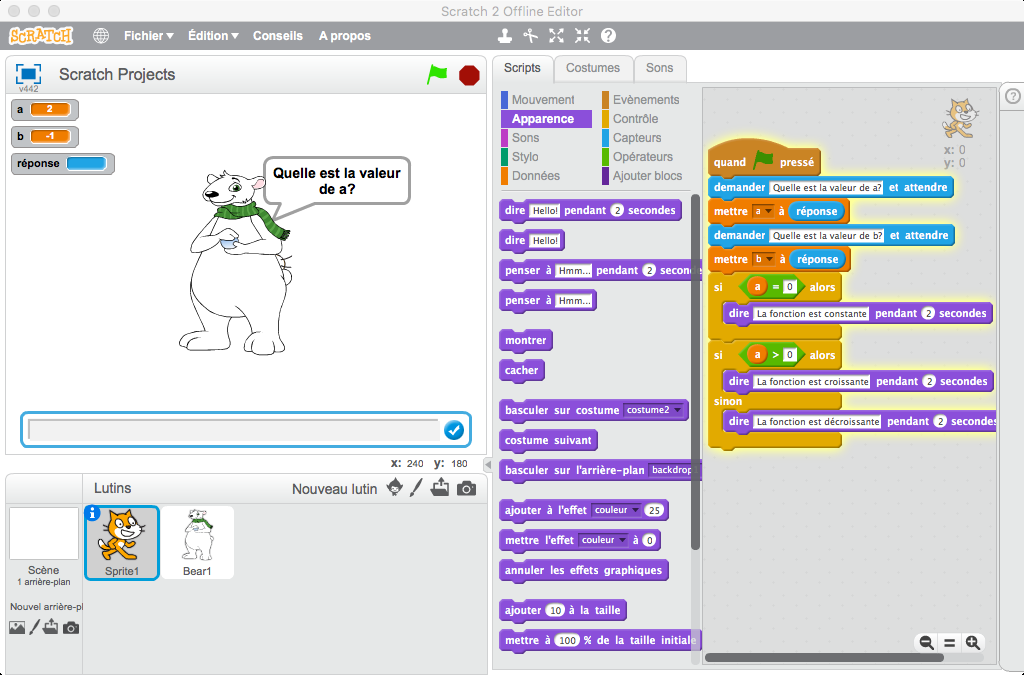 Scratch 2 Offline Editor
SCRATCH
Fichier
Édition
Conseils
A propos
?
v442
Scratch Projects
a 2
b -1
réponse
Quelle est la valeur
de a?
x: 240 y: 180
Lutins
Nouveau lutin
Scène
1 arrière-plan
Nouvel arrière-pl
Sprite1
Bear1
Scripts
Costumes
Sons
Mouvement
Apparence
Sons
Stylo
Données
Evènements
Contrôle
Capteurs
Opérateurs
Ajouter blocs
dire Hello! pendant 2 secondes
dire Hello!
penser à Hmm... pendant 2 second
penser à Hmm...
montrer
cacher
basculer sur costume costume2
costume suivant
basculer sur l'arrière-plan backdrop
ajouter à l'effet couleur 25
mettre l'effet couleur à 0
annuler les effets graphiques
ajouter 10 à la taille
mettre à 100 % de la taille initiale
x: 0
y: 0
quand pressé
demander Quelle est la valeur de a? et attendre
mettre a à réponse
demander Quelle est la valeur de b? et attendre
mettre b à réponse
si a = 0 alors
dire La fonction est constante pendant 2 secondes
si a > 0 alors
dire La fonction est croissante pendant 2 secondes
sinon
dire La fonction est décroissante pendant 2 secondes
?